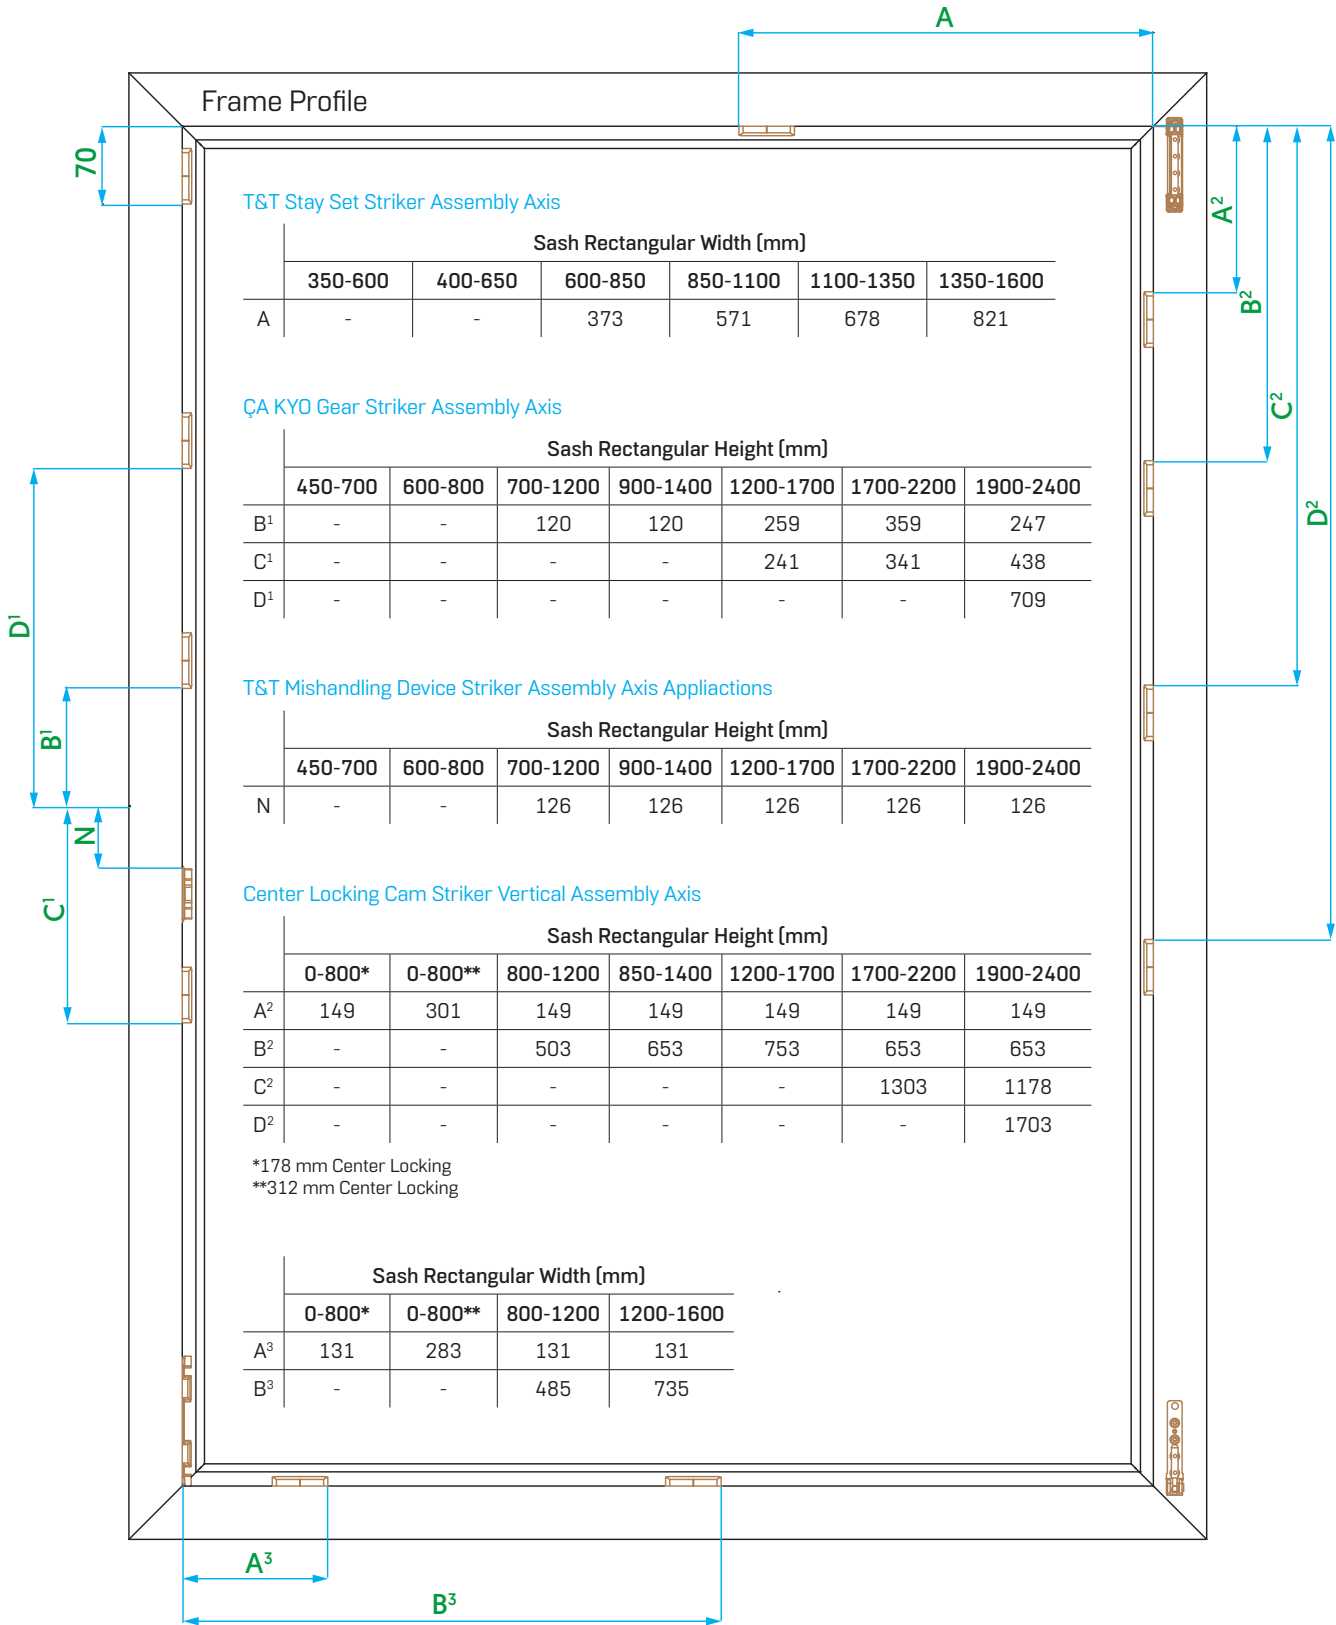 A
Frame Profile
70
A²
B²
C²
D²
T&T Stay Set Striker Assembly Axis
Sash Rectangular Width (mm)
350-600 400-650 600-850 850-1100 1100-1350 1350-1600
A - - 373 571 678 821
ÇA KYO Gear Striker Assembly Axis
Sash Rectangular Height (mm)
450-700 600-800 700-1200 900-1400 1200-1700 1700-2200 1900-2400
B¹ - - 120 120 259 359 247
C¹ - - - - 241 341 438
D¹ - - - - - - 709
D¹
B¹
N
C¹
T&T Mishandling Device Striker Assembly Axis Appliactions
Sash Rectangular Height (mm)
450-700 600-800 700-1200 900-1400 1200-1700 1700-2200 1900-2400
N - - 126 126 126 126 126
Center Locking Cam Striker Vertical Assembly Axis
Sash Rectangular Height (mm)
0-800* 0-800** 800-1200 850-1400 1200-1700 1700-2200 1900-2400
A² 149 301 149 149 149 149 149
B² - - 503 653 753 653 653
C² - - - - - 1303 1178
D² - - - - - - 1703
*178 mm Center Locking
**312 mm Center Locking
Sash Rectangular Width (mm)
0-800* 0-800** 800-1200 1200-1600
A³ 131 283 131 131
B³ - - 485 735
A³
B³